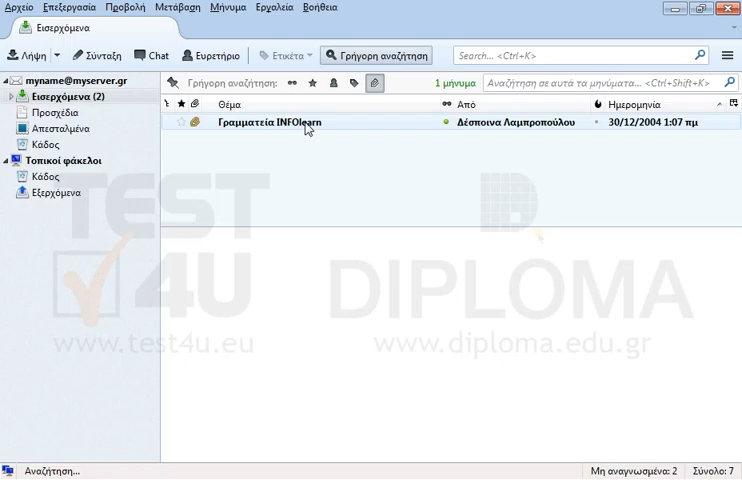 Αρχείο Επεξεργασία Προβολή Μετάβαση Μήνυμα Εργαλεία Βοήθεια
Εισερχόμενα
Λήψη Σύνταξη Chat Ευρετήριο Ετικέτα Γρήγορη αναζήτηση Search... <Ctrl+K>
myname@myserver.gr
Εισερχόμενα (2)
Προσχέδια
Απεσταλμένα
Κάδος
Τοπικοί φάκελοι
Κάδος
Εξερχόμενα
Γρήγορη αναζήτηση: 1 μήνυμα Αναζήτηση σε αυτά τα μηνύματα... <Ctrl+Shift+K>
Θέμα Από Ημερομηνία
Γραμματεία INFOlearn Δέσποινα Λαμπροπούλου 30/12/2004 1:07 πμ
TEST
4U
www.test4u.eu
D
DIPLOMA
www.diploma.edu.gr
Αναζήτηση... Μη αναγνωσμένα: 2 Σύνολο: 7